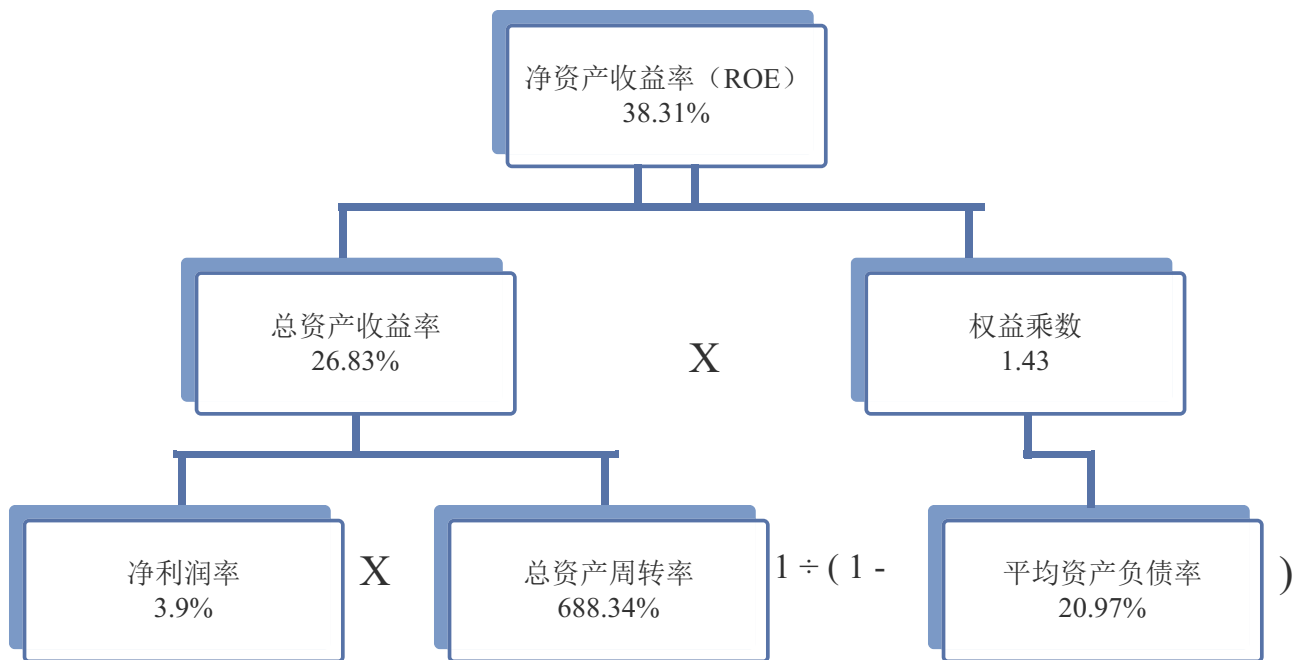 净资产收益率（ROE）
38.31%
总资产收益率
26.83%
X
权益乘数
1.43
净利润率
3.9%
X
总资产周转率
688.34%
1 ÷ ( 1 -
平均资产负债率
20.97%
)